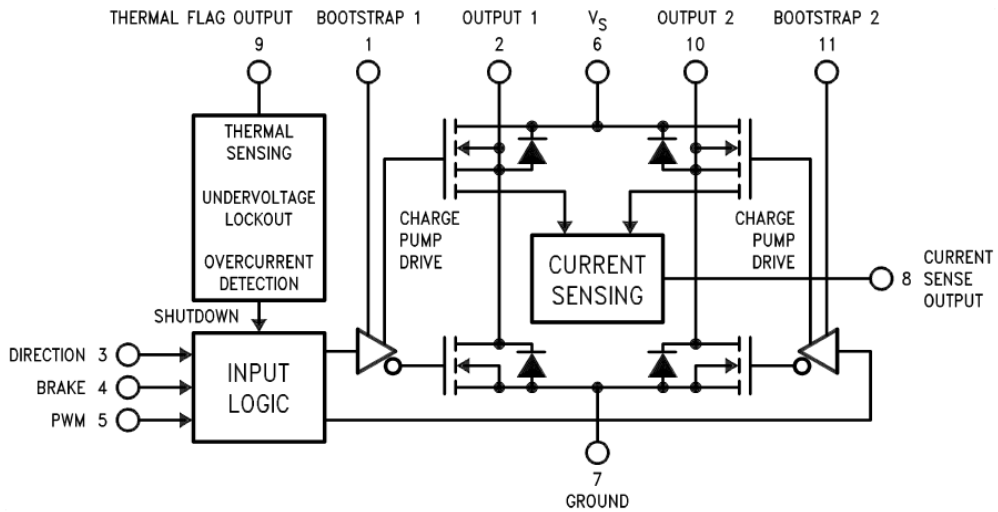 THERMAL FLAG OUTPUT
9
BOOTSTRAP 1
1
OUTPUT 1
2
VS
6
OUTPUT 2
10
BOOTSTRAP 2
11
THERMAL
SENSING
UNDERVOLTAGE
LOCKOUT
OVERCURRENT
DETECTION
CHARGE
PUMP
DRIVE
CURRENT
SENSING
CHARGE
PUMP
DRIVE
8 CURRENT
SENSE
OUTPUT
SHUTDOWN
DIRECTION 3
BRAKE 4
PWM 5
INPUT
LOGIC
7
GROUND